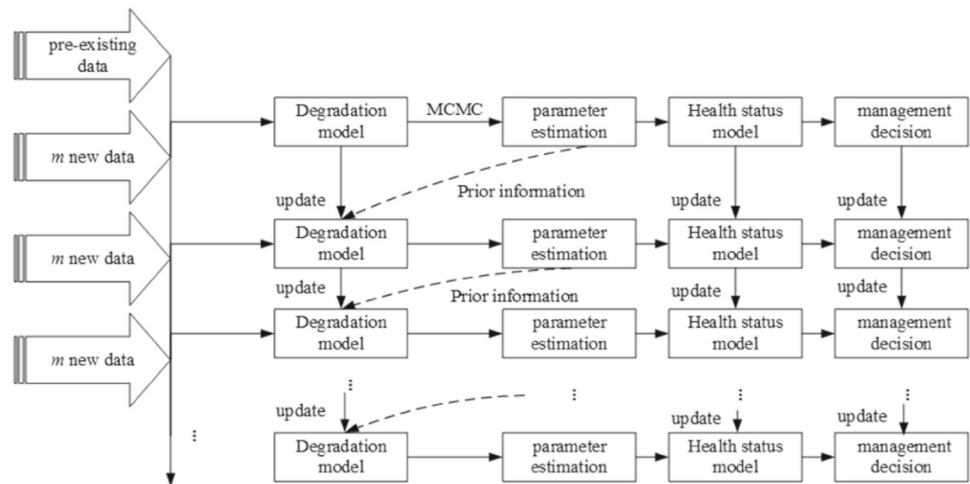 pre-existing
data
m new data
m new data
m new data
...
Degradation
model
MCMC
parameter
estimation
Health status
model
management
decision
update
Prior information
update
update
Degradation
model
parameter
estimation
Health status
model
management
decision
update
Prior information
update
update
Degradation
model
parameter
estimation
Health status
model
management
decision
...
...
...
...
update
update
update
Degradation
model
parameter
estimation
Health status
model
management
decision